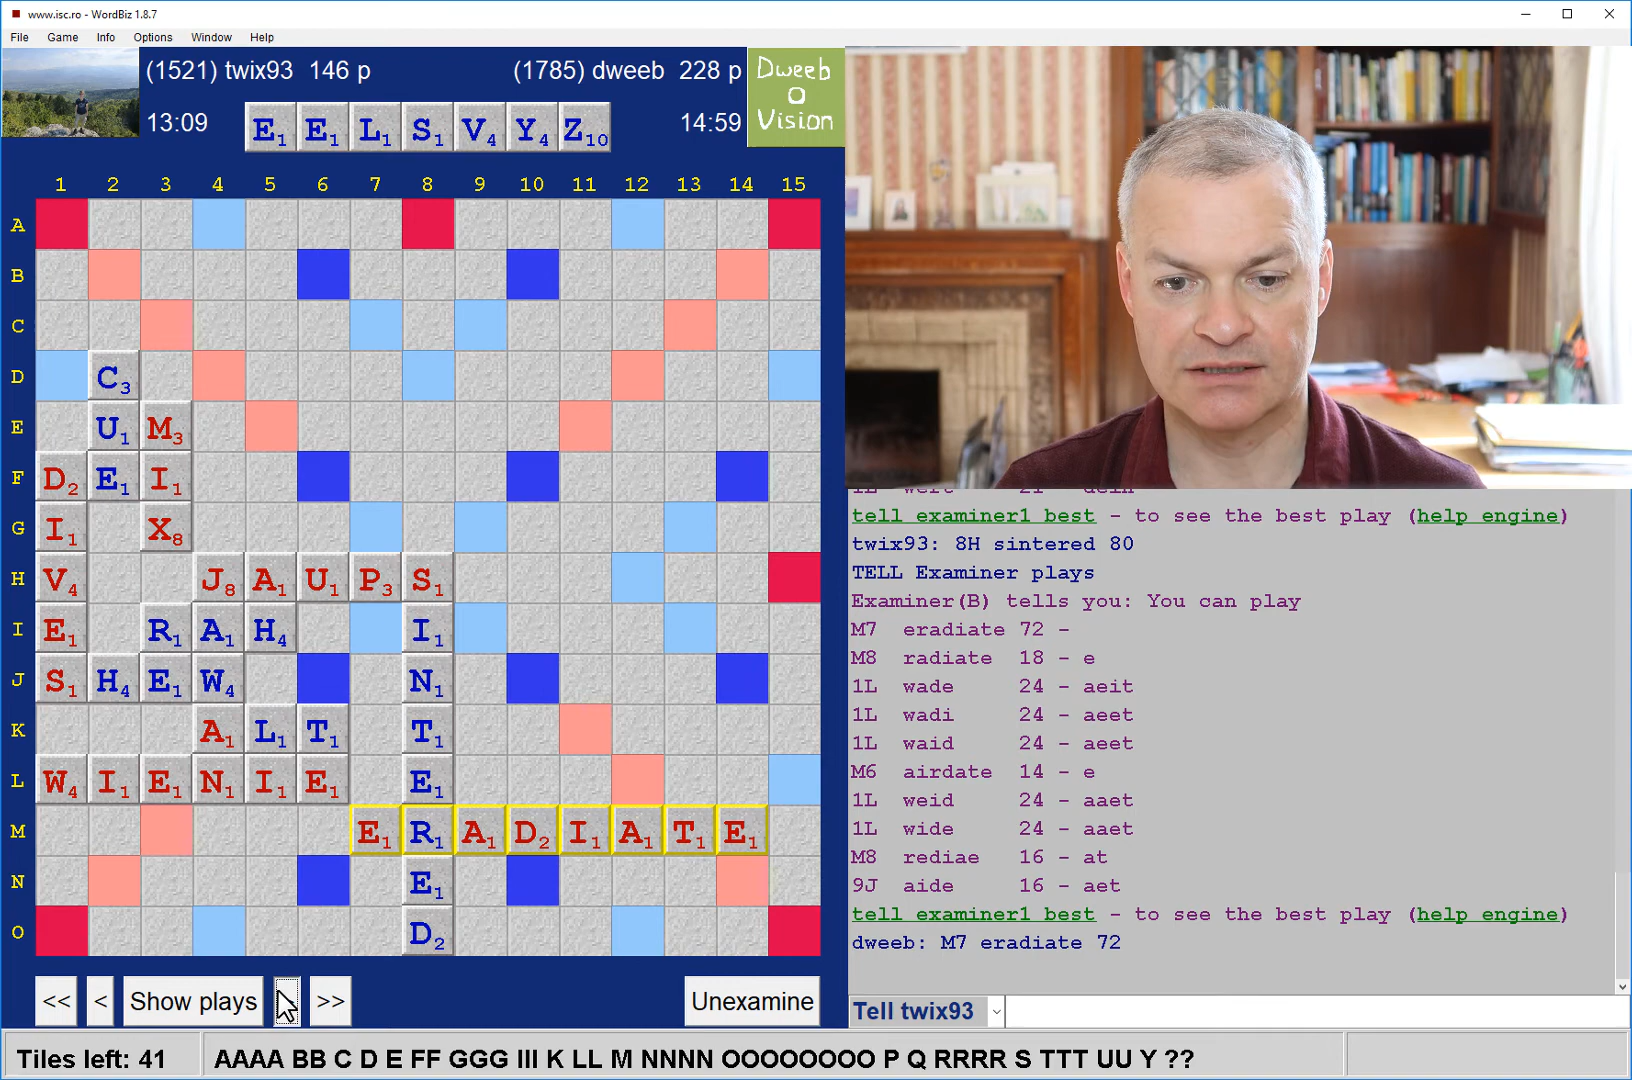 www.isc.ro - WordBiz 1.8.7
File Game Info Options Window Help
(1521) twix93 146 p (1785) dweeb 228 p
13:09 E1 E1 L1 S1 V4 Y4 Z10 14:59
Dweeb
O
Vision
1 2 3 4 5 6 7 8 9 10 11 12 13 14 15
A
B
C
D C3
E U1 M3
F D2 E1 I1
G I1 X8
H V4 J8 A1 U1 P3 S1
I E1 R1 A1 H4 I1
J S1 H4 E1 W4 N1
K A1 L1 T1 T1
L W4 I1 E1 N1 I1 E1 E1
M E1 R1 A1 D2 I1 A1 T1 E1
N E1
O D2
tell examiner1 best - to see the best play (help engine)
twix93: 8H sintered 80
TELL Examiner plays
Examiner(B) tells you: You can play
M7 eradiate 72 -
M8 radiate 18 - e
1L wade 24 - aeit
1L wadi 24 - aeet
1L waid 24 - aeet
M6 airdate 14 - e
1L weid 24 - aaet
1L wide 24 - aaet
M8 rediae 16 - at
9J aide 16 - aet
tell examiner1 best - to see the best play (help engine)
dweeb: M7 eradiate 72
<< < Show plays >> Unexamine
Tell twix93
Tiles left: 41 AAAA BB C D E FF GGG III K LL M NNNN OOOOOOOO P Q RRRR S TTT UU Y ??